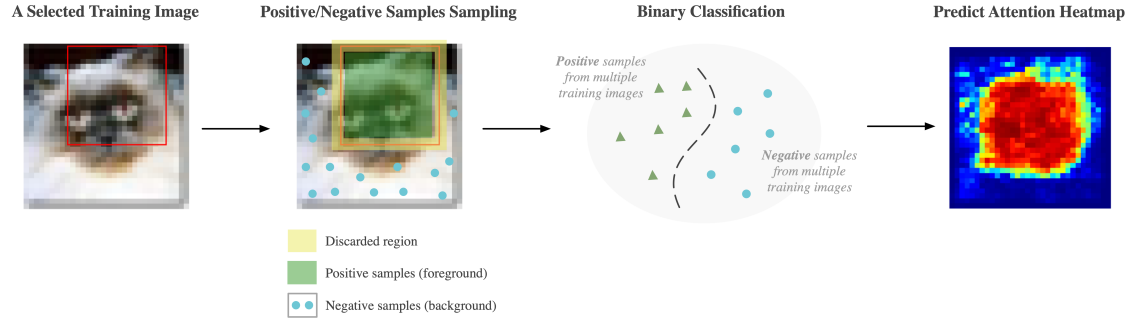 A Selected Training Image
Positive/Negative Samples Sampling
Binary Classification
Predict Attention Heatmap
Positive samples
from multiple
training images
Negative samples
from multiple
training images
Discarded region
Positive samples (foreground)
Negative samples (background)